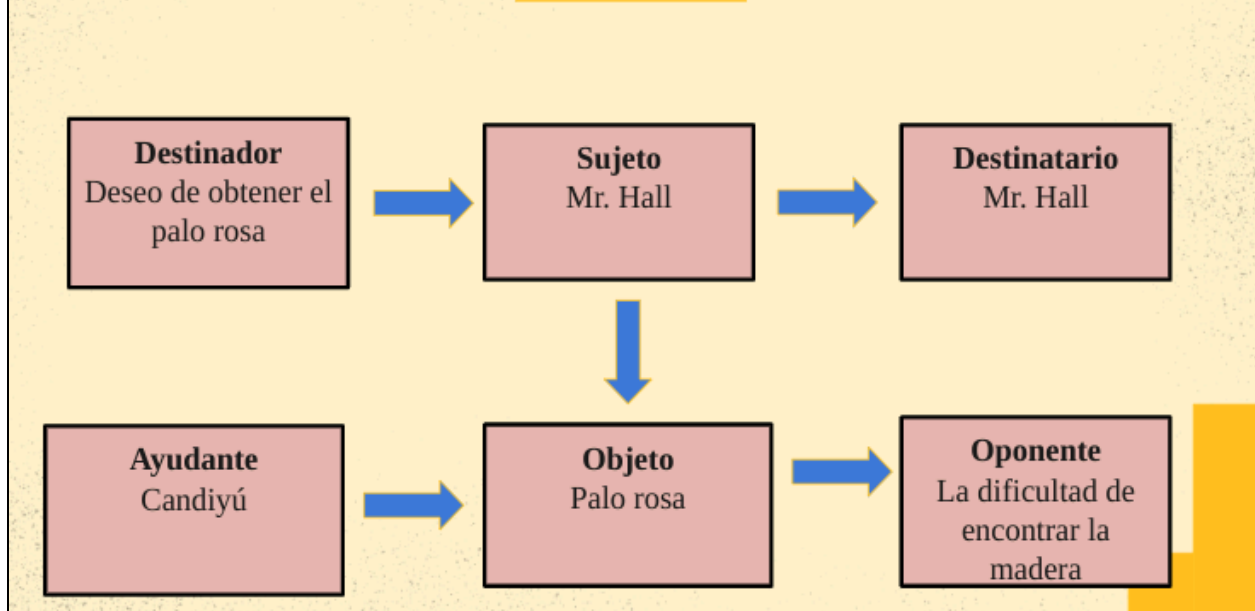 Destinador
Deseo de obtener el
palo rosa
Sujeto
Mr. Hall
Destinatario
Mr. Hall
Ayudante
Candiyú
Objeto
Palo rosa
Oponente
La dificultad de
encontrar la
madera